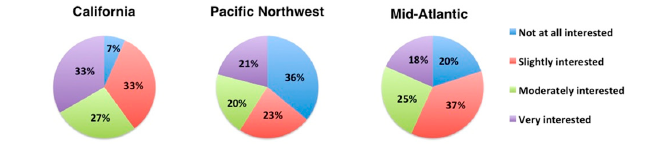 California
Pacific Northwest
Mid-Atlantic
7%
33%
27%
33%
36%
23%
20%
21%
20%
37%
25%
18%
Not at all interested
Slightly interested
Moderately interested
Very interested